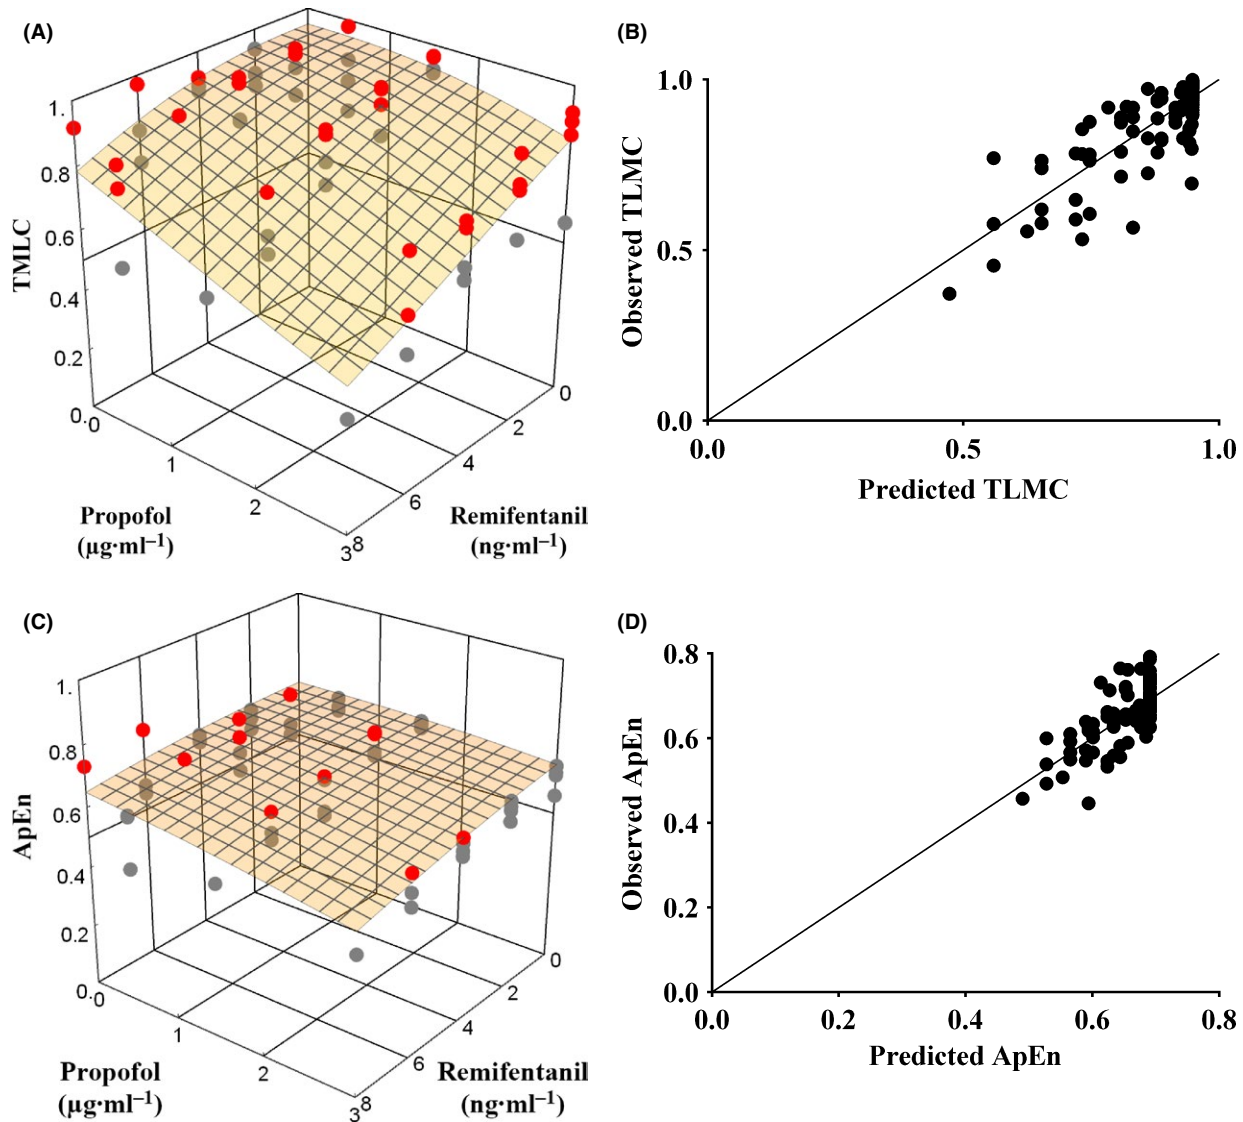 (A)
1.
0.8
0.6
0.4
0.2
0.
TMLC
0
1
2
3
Propofol
(µg·ml⁻¹)
8
6
4
2
0
Remifentanil
(ng·ml⁻¹)
(B)
1.0
0.5
0.0
Observed TLMC
0.0 0.5 1.0
Predicted TLMC
(C)
1.
0.8
0.6
0.4
0.2
0.
ApEn
0
1
2
3
Propofol
(µg·ml⁻¹)
8
6
4
2
0
Remifentanil
(ng·ml⁻¹)
(D)
0.8
0.6
0.4
0.2
0.0
Observed ApEn
0.0 0.2 0.4 0.6 0.8
Predicted ApEn